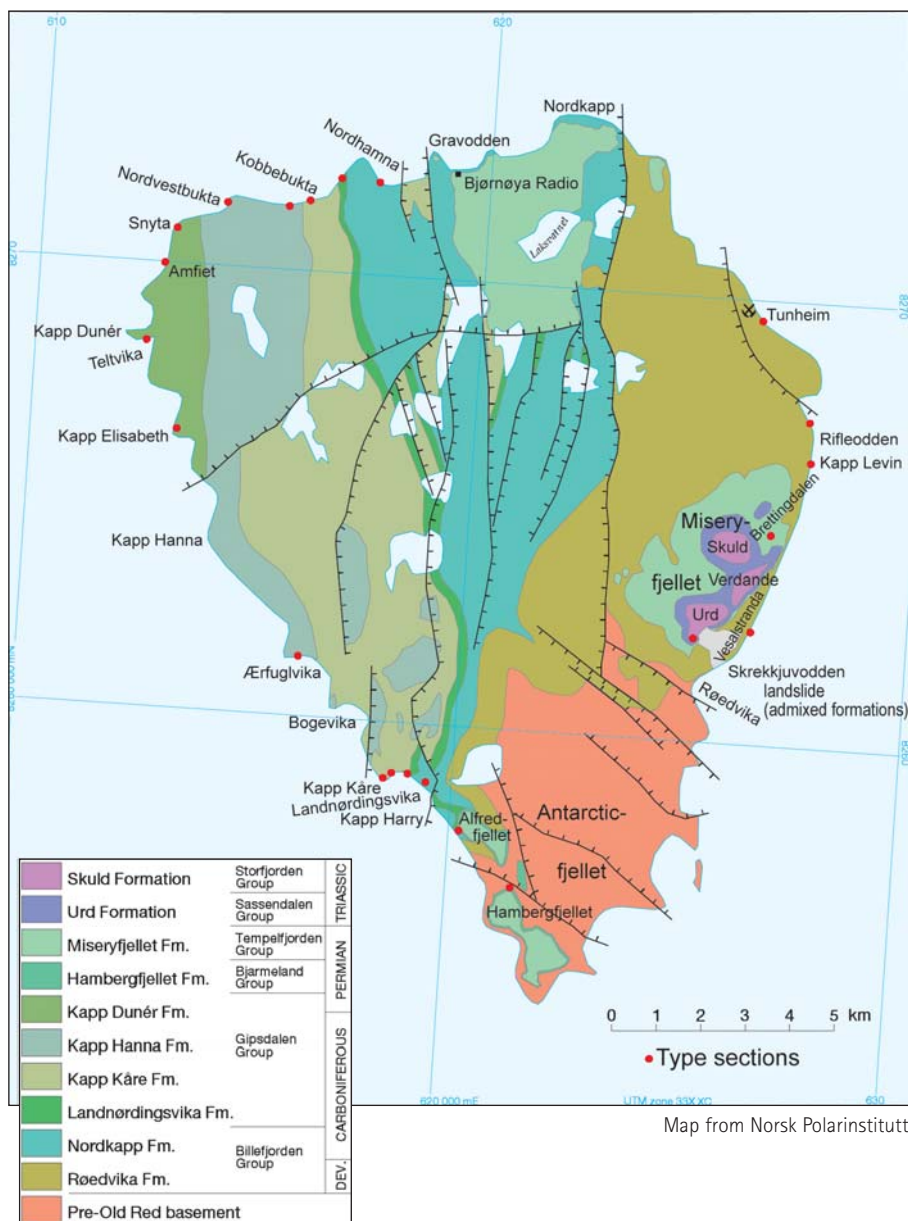 610
620
Nordkapp
Nordhamna
Gravodden
Kobbebukta
Nordvestbukta
Bjørnøya Radio
Snyta
Laksvatnet
8270
Amfiet
8270
Kapp Dunér
Tunheim
Teltvika
Kapp Elisabeth
Rifleodden
Kapp Levin
Misery-
Brettingdalen
Kapp Hanna
Skuld
fjellet
Verdande
Urd
Vesalstranda
Ærfuglvika
Skrekkjuvodden
landslide
(admixed formations)
Røedvika
Bogevika
8260
Kapp Kåre
Landnørdingsvika
Kapp Harry
Alfred-
fjellet
Antarctic-
fjellet
Hambergfjellet
0 1 2 3 4 5 km
Type sections
620 000 mE
UTM zone 33X XC
630
Map from Norsk Polarinstitutt
Skuld Formation
Storfjorden
Group
Urd Formation
Sassendalen
Group
TRIASSIC
Miseryfjellet Fm.
Tempelfjorden
Group
Hambergfjellet Fm.
Bjarmeland
Group
PERMIAN
Kapp Dunér Fm.
Kapp Hanna Fm.
Gipsdalen
Group
Kapp Kåre Fm.
Landnørdingsvika Fm.
CARBONIFEROUS
Nordkapp Fm.
Billefjorden
Group
Røedvika Fm.
DEV.
Pre-Old Red basement